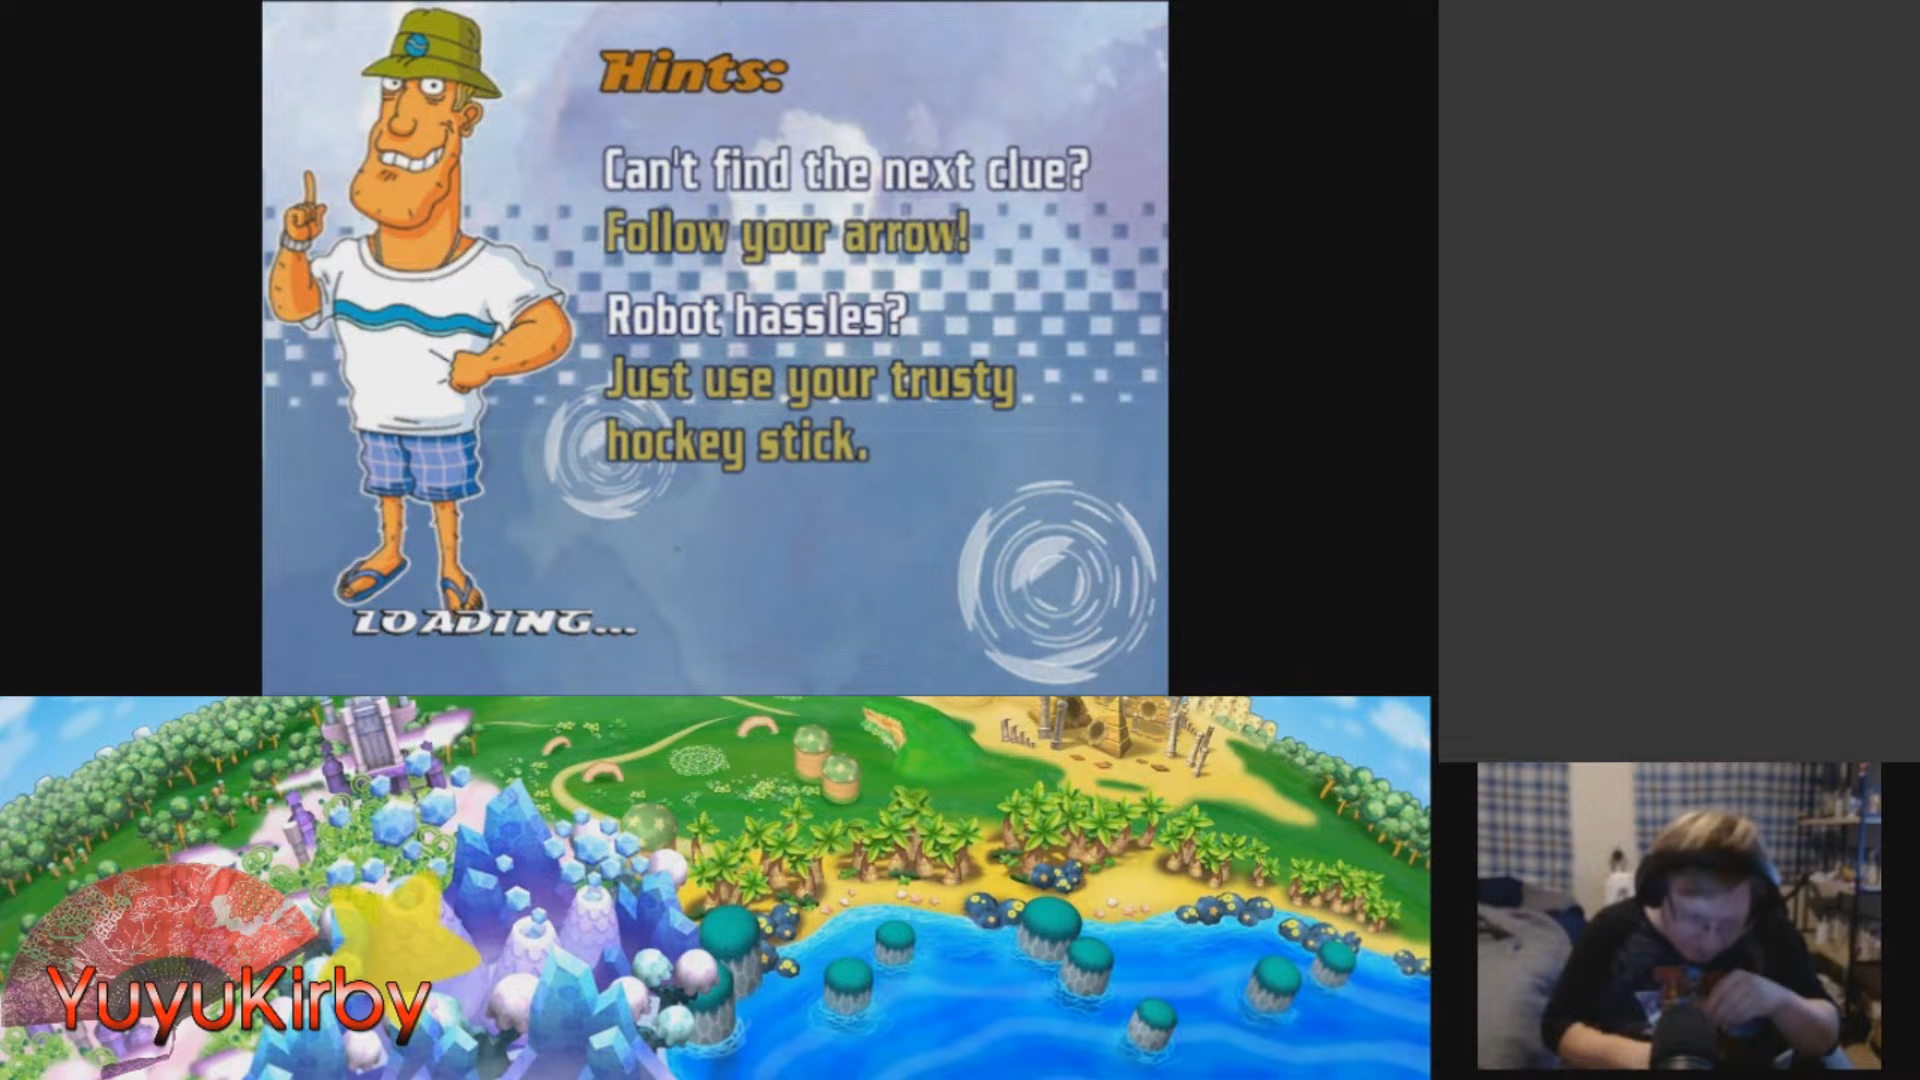 Hints:
Can't find the next clue?
Follow your arrow!
Robot hassles?
Just use your trusty
hockey stick.
LOADING...
YuyuKirby